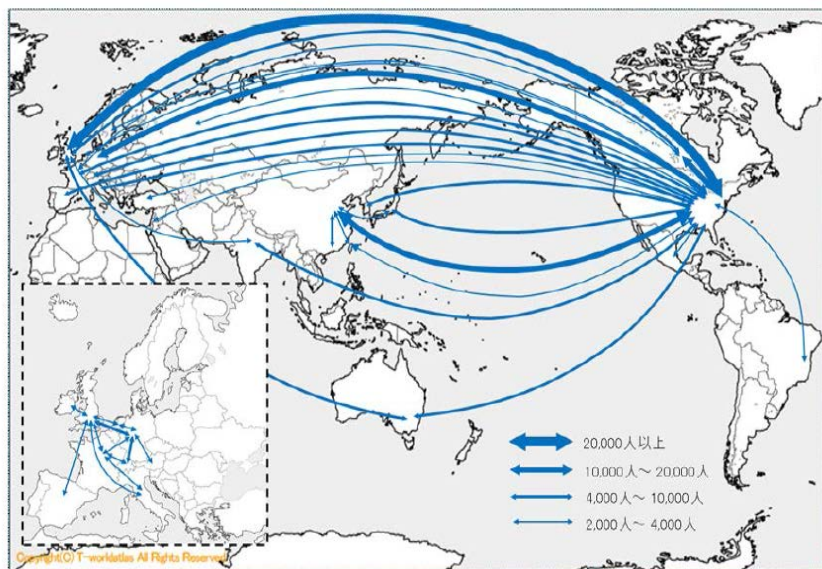 20,000人以上
10,000人～20,000人
4,000人～10,000人
2,000人～4,000人
Copyright(C) T-worldatlas All Rights Reserved